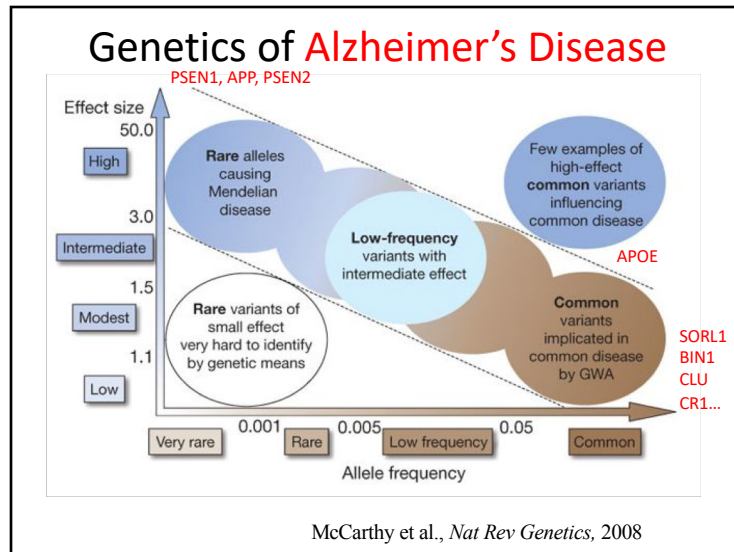 Genetics of Alzheimer's Disease
PSEN1, APP, PSEN2
Effect size
50.0
High
3.0
Intermediate
1.5
Modest
1.1
Low
Rare alleles
causing
Mendelian
disease
Few examples of
high-effect
common variants
influencing
common disease
Low-frequency
variants with
intermediate effect
APOE
Rare variants of
small effect
very hard to identify
by genetic means
Common
variants
implicated in
common disease
by GWA
SORL1
BIN1
CLU
CR1...
0.001
0.005
0.05
Very rare
Rare
Low frequency
Common
Allele frequency
McCarthy et al., Nat Rev Genetics, 2008